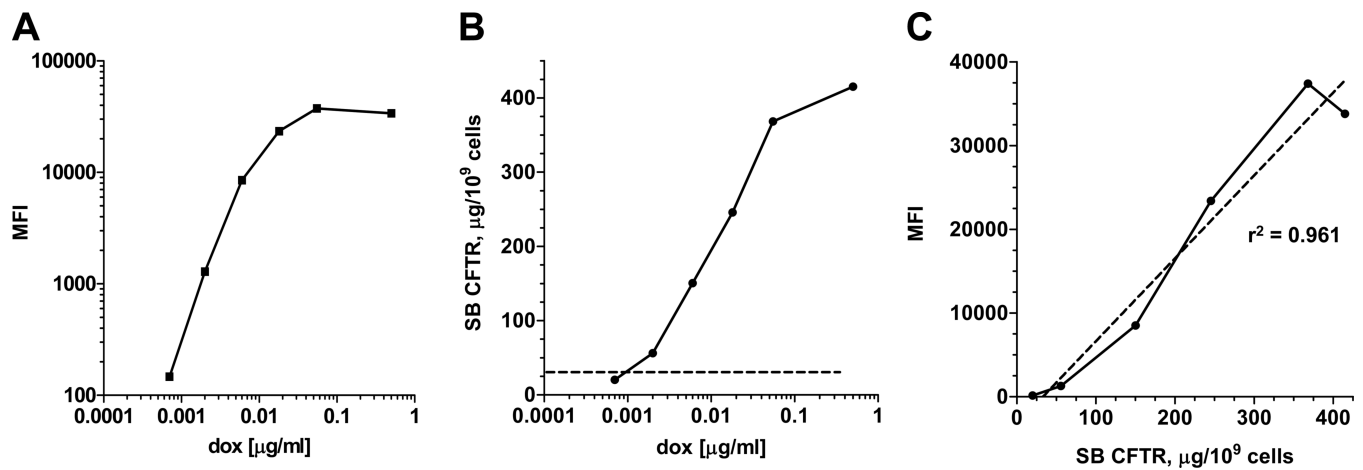 A
100000
10000
1000
100
MFI
0.0001
0.001
0.01
0.1
1
dox [μg/ml]
B
400
300
200
100
0
SB CFTR, μg/10⁹ cells
0.0001
0.001
0.01
0.1
1
dox [μg/ml]
C
40000
30000
20000
10000
0
MFI
r² = 0.961
0
100
200
300
400
SB CFTR, μg/10⁹ cells